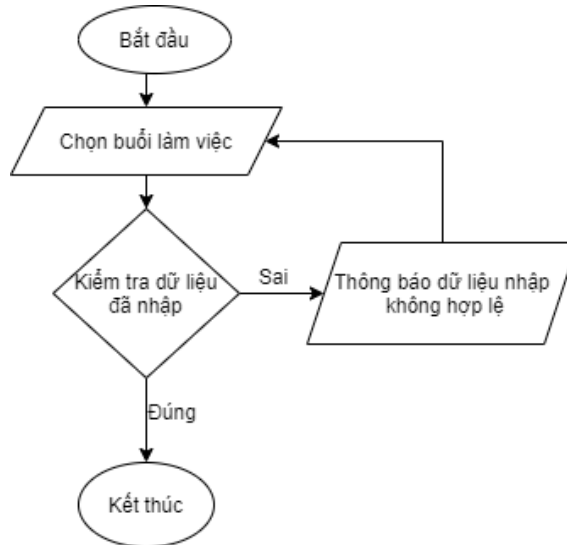 Bắt đầu
Chọn buổi làm việc
Kiểm tra dữ liệu
đã nhập
Sai
Thông báo dữ liệu nhập
không hợp lệ
Đúng
Kết thúc